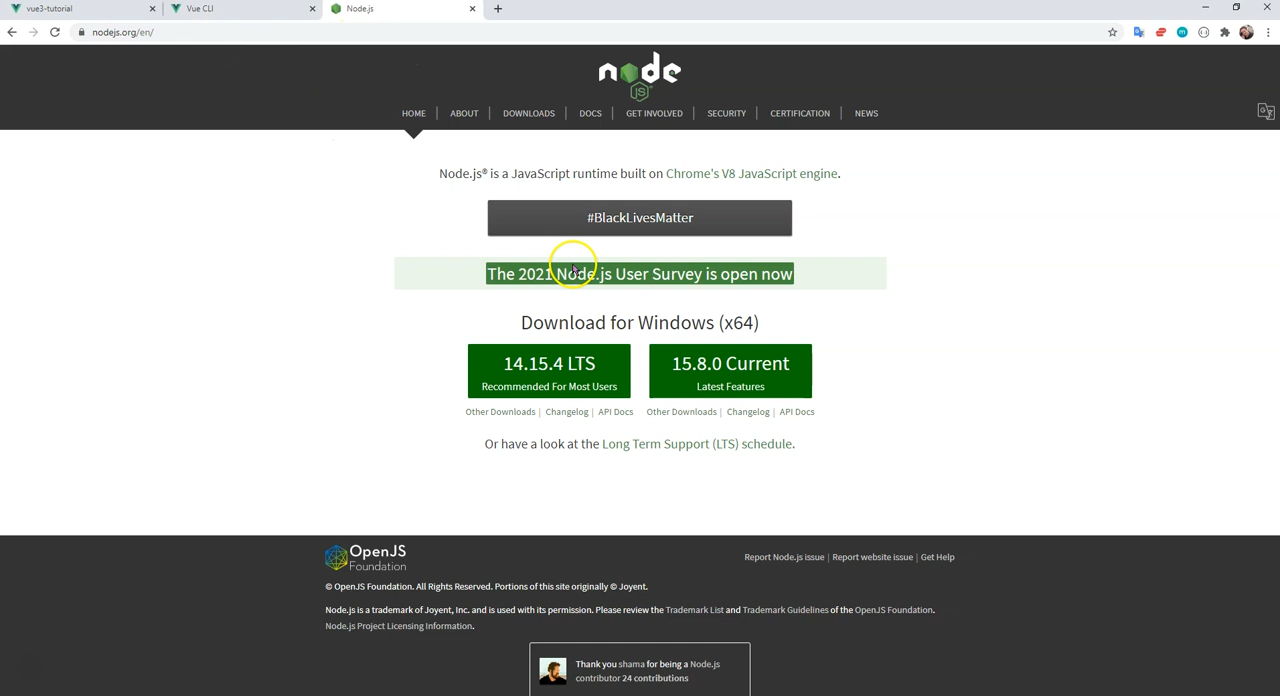 vue3-tutorial
Vue CLI
Node.js
nodejs.org/en/
node
JS
HOME | ABOUT | DOWNLOADS | DOCS | GET INVOLVED | SECURITY | CERTIFICATION | NEWS
Node.js® is a JavaScript runtime built on Chrome's V8 JavaScript engine.
#BlackLivesMatter
The 2021 Node.js User Survey is open now
Download for Windows (x64)
14.15.4 LTS
Recommended For Most Users
15.8.0 Current
Latest Features
Other Downloads | Changelog | API Docs
Other Downloads | Changelog | API Docs
Or have a look at the Long Term Support (LTS) schedule.
OpenJS
Foundation
Report Node.js issue | Report website issue | Get Help
© OpenJS Foundation. All Rights Reserved. Portions of this site originally © Joyent.
Node.js is a trademark of Joyent, Inc. and is used with its permission. Please review the Trademark List and Trademark Guidelines of the OpenJS Foundation.
Node.js Project Licensing Information.
Thank you shama for being a Node.js
contributor 24 contributions